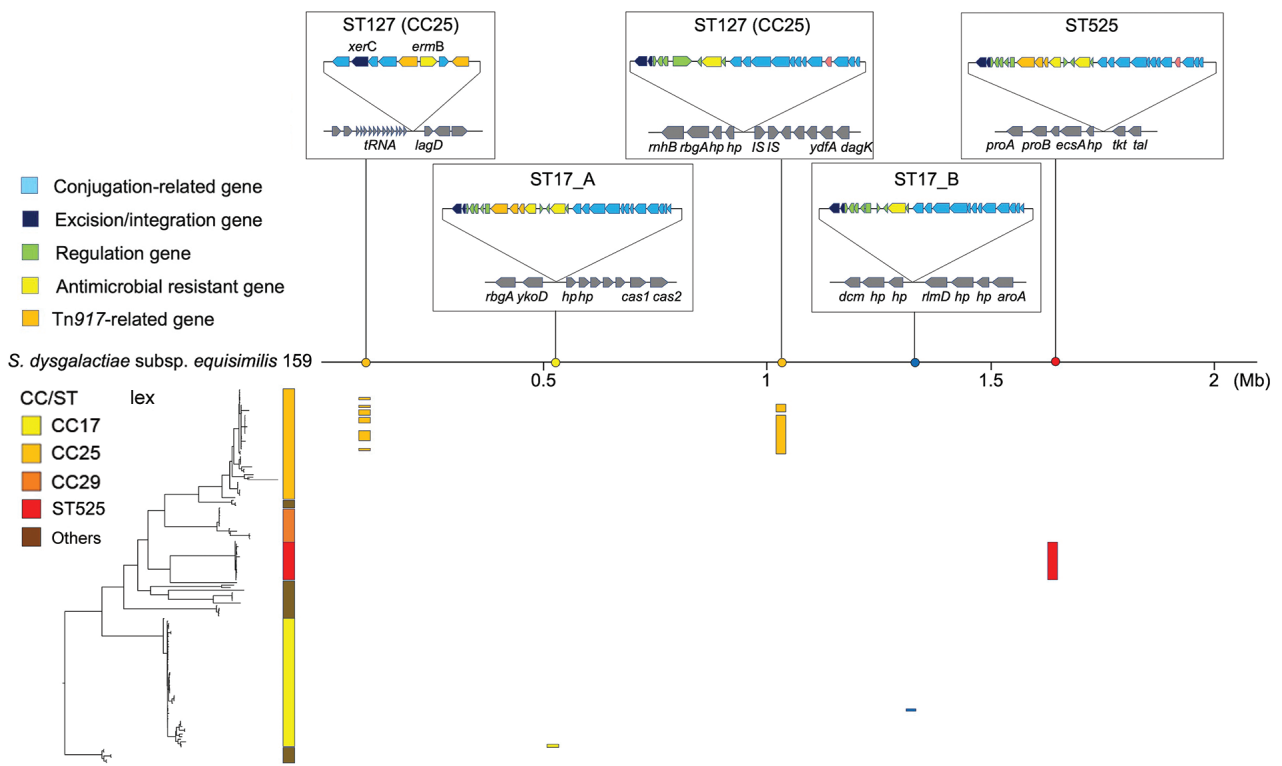 ST127 (CC25)
xerC ermB
tRNA lagD
ST127 (CC25)
rnhB rbgA hp hp IS IS ydfA dagK
ST525
proA proB ecsA hp tkt tal
ST17_A
rbgA ykoD hp hp cas1 cas2
ST17_B
dcm hp hp rlmD hp hp aroA
Conjugation-related gene
Excision/integration gene
Regulation gene
Antimicrobial resistant gene
Tn917-related gene
S. dysgalactiae subsp. equisimilis 159
0.5 1 1.5 2 (Mb)
CC/ST lex
CC17
CC25
CC29
ST525
Others